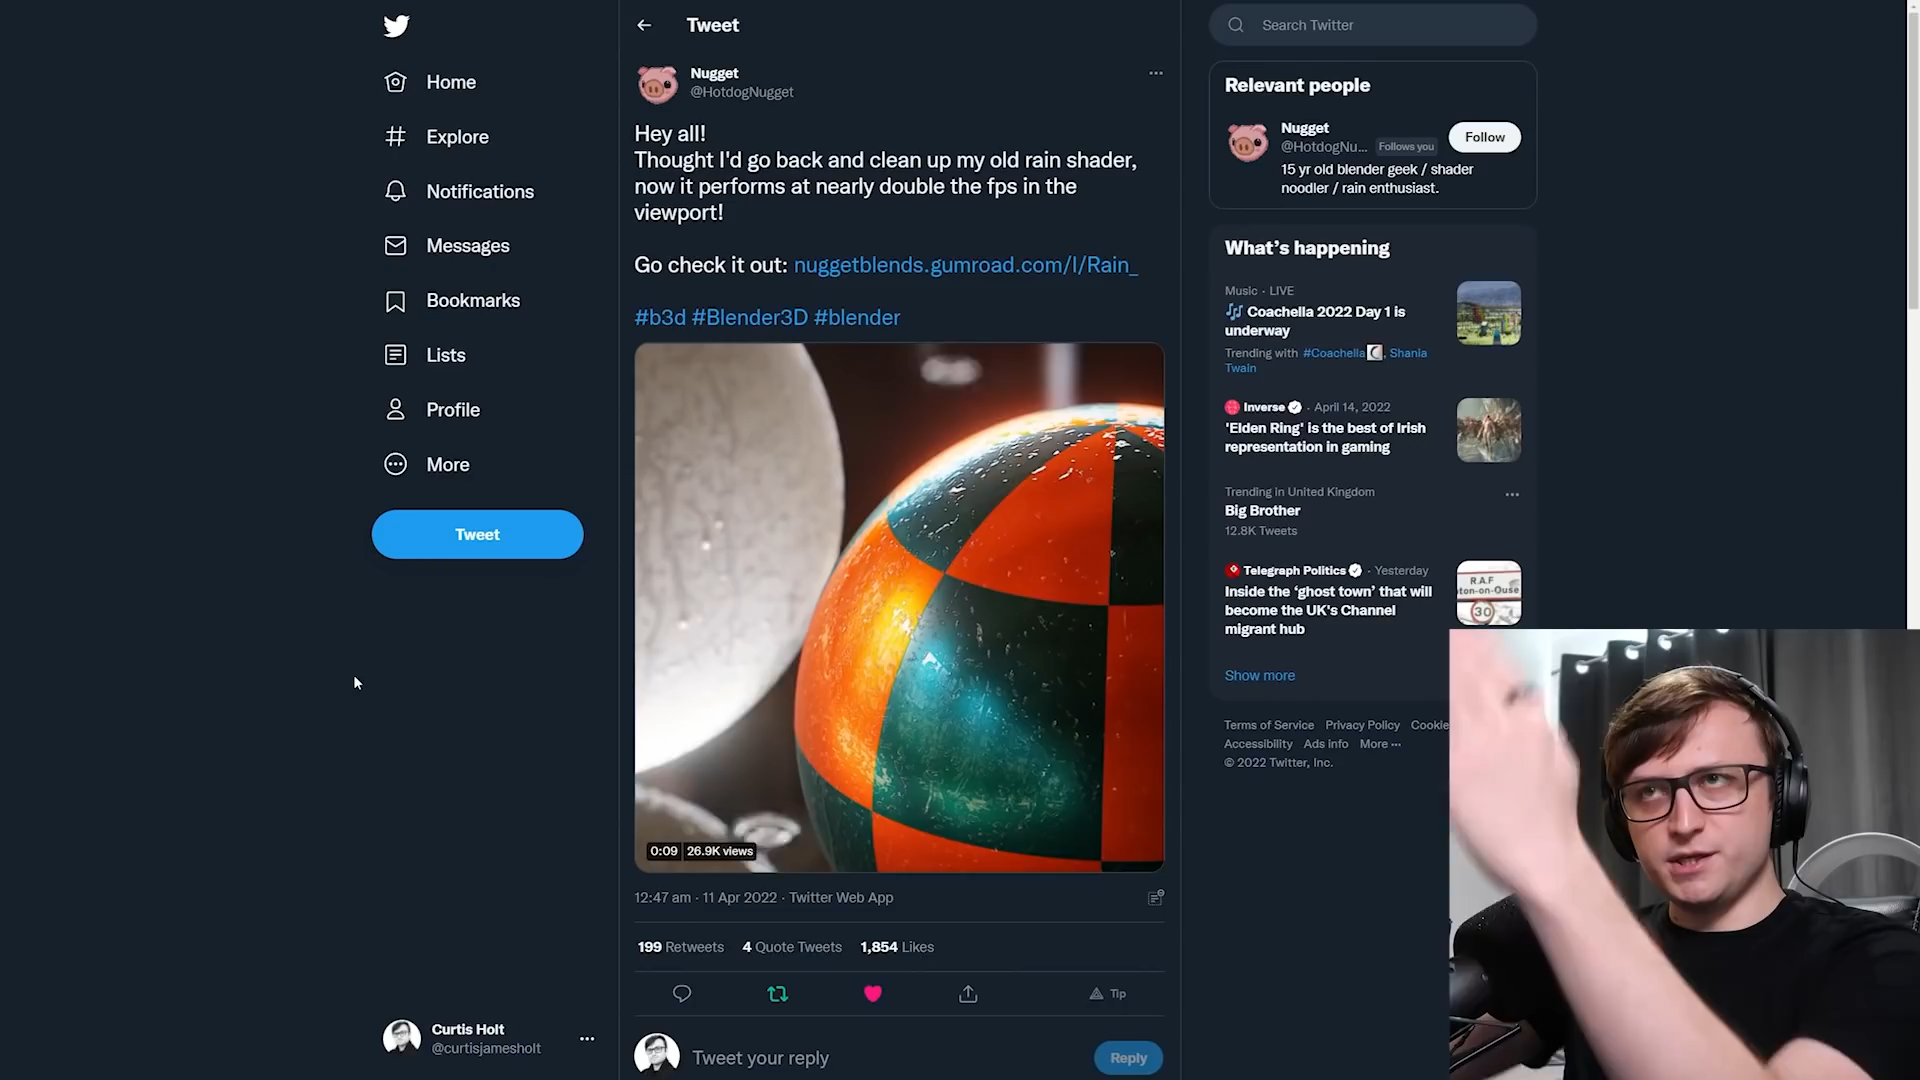 Home
Explore
Notifications
Messages
Bookmarks
Lists
Profile
More
Tweet
Curtis Holt
@curtisjamesholt
Tweet
Nugget
@HotdogNugget
Hey all!
Thought I'd go back and clean up my old rain shader,
now it performs at nearly double the fps in the
viewport!
Go check it out: nuggetblends.gumroad.com/l/Rain_
#b3d #Blender3D #blender
0:09 26.9K views
12:47 am · 11 Apr 2022 · Twitter Web App
199 Retweets 4 Quote Tweets 1,854 Likes
Tip
Tweet your reply
Reply
Search Twitter
Relevant people
Nugget
@HotdogNu... Follows you
Follow
15 yr old blender geek / shader
noodler / rain enthusiast.
What's happening
Music · LIVE
Coachella 2022 Day 1 is
underway
Trending with #Coachella, Shania
Twain
Inverse · April 14, 2022
'Elden Ring' is the best of Irish
representation in gaming
Trending in United Kingdom
Big Brother
12.8K Tweets
Telegraph Politics · Yesterday
Inside the ‘ghost town’ that will
become the UK's Channel
migrant hub
R.A.F
ton-on-Ouse
30
Show more
Terms of Service Privacy Policy Cookie
Accessibility Ads info More ···
© 2022 Twitter, Inc.